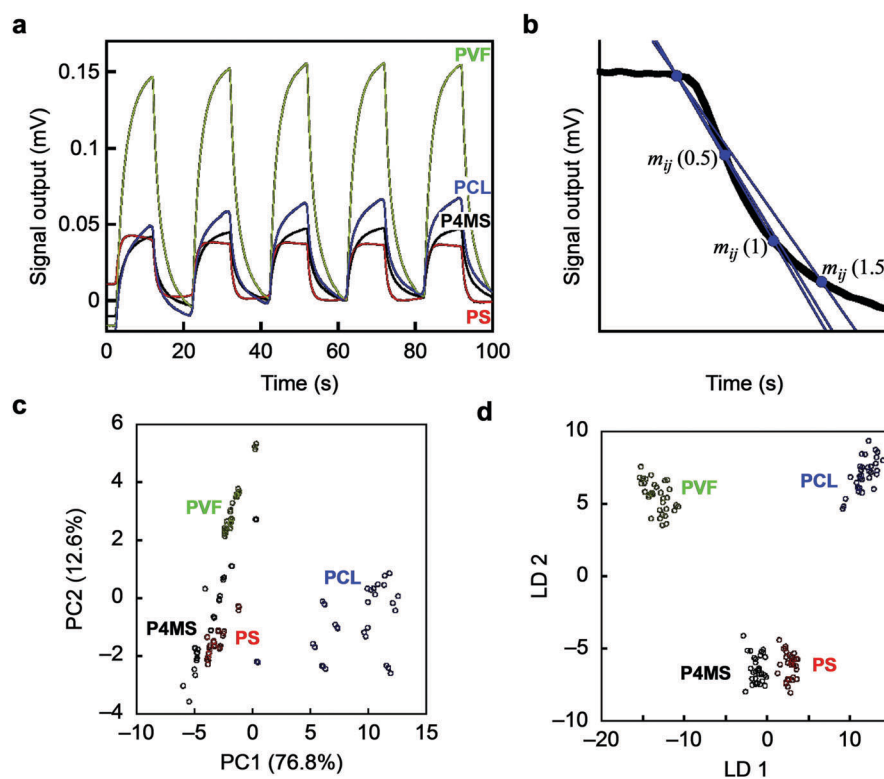 a
Signal output (mV)
0.15
0.10
0.05
0
0
20
40
60
80
100
Time (s)
PVF
PCL
P4MS
PS
b
Signal output (mV)
m_ij (0.5)
m_ij (1)
m_ij (1.5)
Time (s)
c
PC2 (12.6%)
6
4
2
0
−2
−4
−10
−5
0
5
10
15
PC1 (76.8%)
PVF
PCL
P4MS
PS
d
LD 2
10
5
0
−5
−10
−20
−10
0
10
LD 1
PVF
PCL
P4MS
PS